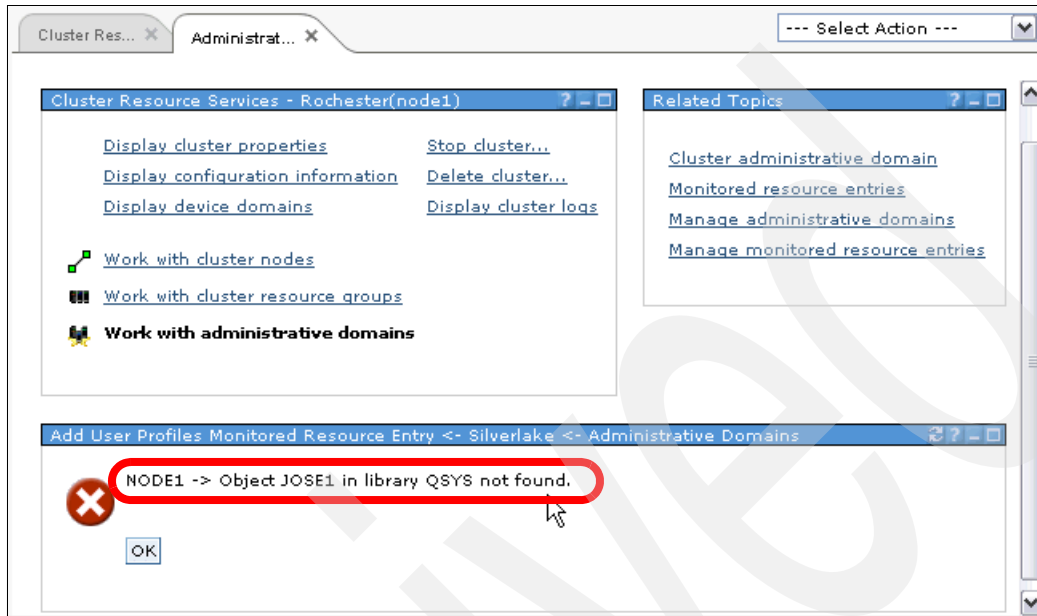 Cluster Res...
Administrat...
--- Select Action ---
Cluster Resource Services - Rochester(node1)
Display cluster properties
Stop cluster...
Display configuration information
Delete cluster...
Display device domains
Display cluster logs
Work with cluster nodes
Work with cluster resource groups
Work with administrative domains
Related Topics
Cluster administrative domain
Monitored resource entries
Manage administrative domains
Manage monitored resource entries
Add User Profiles Monitored Resource Entry <- Silverlake <- Administrative Domains
NODE1 -> Object JOSE1 in library QSYS not found.
OK